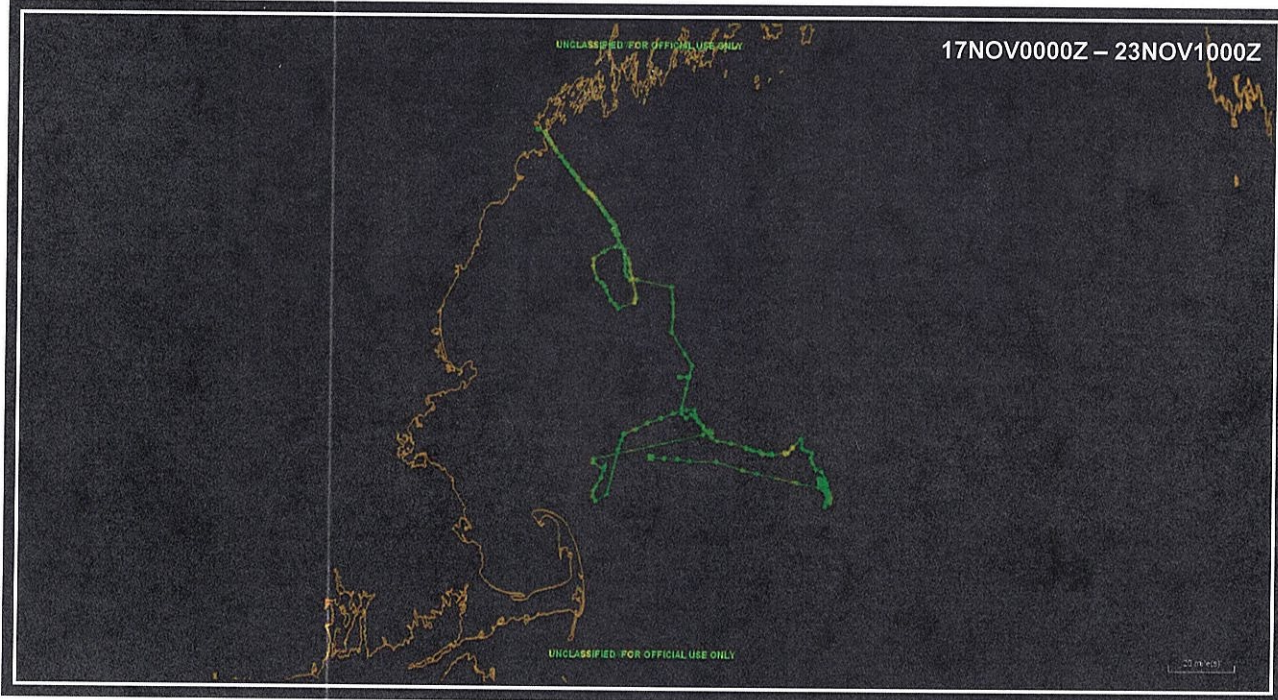 UNCLASSIFIED FOR OFFICIAL USE ONLY
17NOV0000Z – 23NOV1000Z
UNCLASSIFIED FOR OFFICIAL USE ONLY